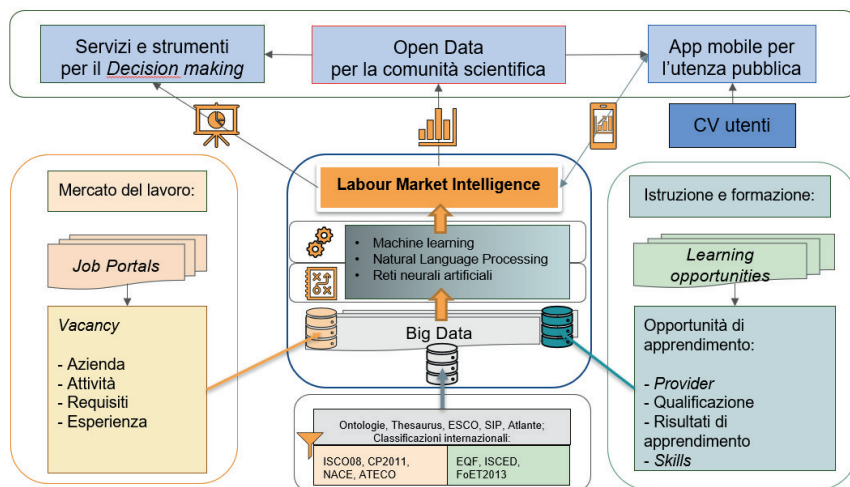 Servizi e strumenti
per il Decision making
Open Data
per la comunità scientifica
App mobile per
l'utenza pubblica
CV utenti
Mercato del lavoro:
Job Portals
Vacancy
- Azienda
- Attività
- Requisiti
- Esperienza
Labour Market Intelligence
• Machine learning
• Natural Language Processing
• Reti neurali artificiali
Big Data
Ontologie, Thesaurus, ESCO, SIP, Atlante;
Classificazioni internazionali:
ISCO08, CP2011,
NACE, ATECO
EQF, ISCED,
FoET2013
Istruzione e formazione:
Learning
opportunities
Opportunità di
apprendimento:
- Provider
- Qualificazione
- Risultati di
apprendimento
- Skills